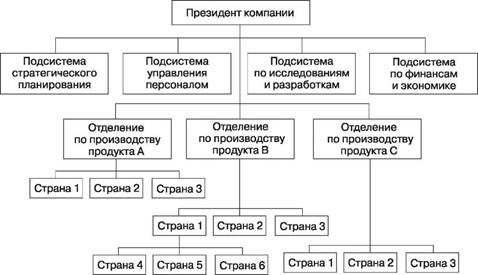 Президент компании
Подсистема
стратегического
планирования
Подсистема
управления
персоналом
Подсистема
по исследованиям
и разработкам
Подсистема
по финансам
и экономике
Отделение
по производству
продукта А
Отделение
по производству
продукта В
Отделение
по производству
продукта С
Страна 1
Страна 2
Страна 3
Страна 1
Страна 2
Страна 3
Страна 4
Страна 5
Страна 6
Страна 1
Страна 2
Страна 3